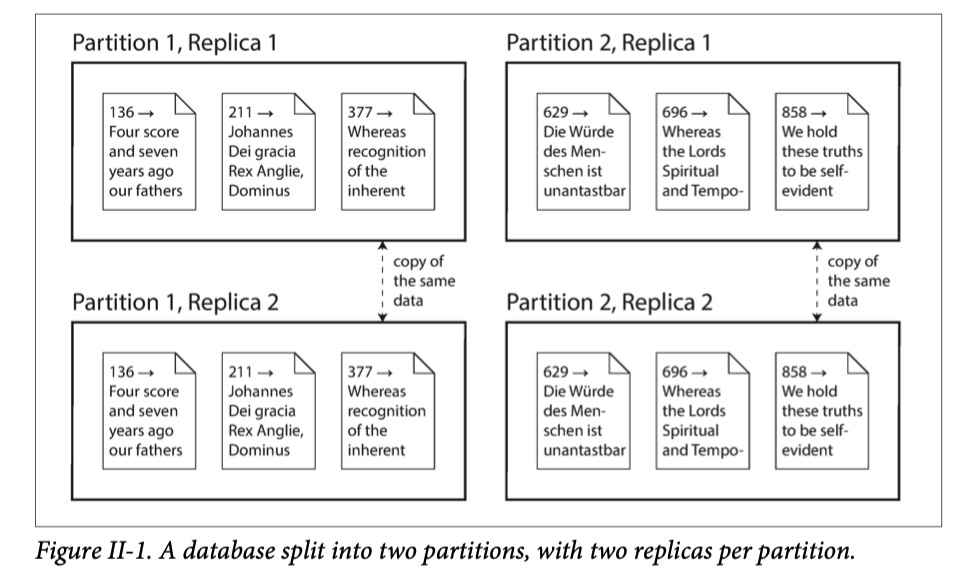 Partition 1, Replica 1
136→
Four score
and seven
years ago
our fathers
211→
Johannes
Dei gracia
Rex Anglie,
Dominus
377→
Whereas
recognition
of the
inherent
Partition 2, Replica 1
629→
Die Würde
des Men-
schen ist
unantastbar
696→
Whereas
the Lords
Spiritual
and Tempo-
858→
We hold
these truths
to be self-
evident
copy of
the same
data
copy of
the same
data
Partition 1, Replica 2
136→
Four score
and seven
years ago
our fathers
211→
Johannes
Dei gracia
Rex Anglie,
Dominus
377→
Whereas
recognition
of the
inherent
Partition 2, Replica 2
629→
Die Würde
des Men-
schen ist
unantastbar
696→
Whereas
the Lords
Spiritual
and Tempo-
858→
We hold
these truths
to be self-
evident
Figure II-1. A database split into two partitions, with two replicas per partition.